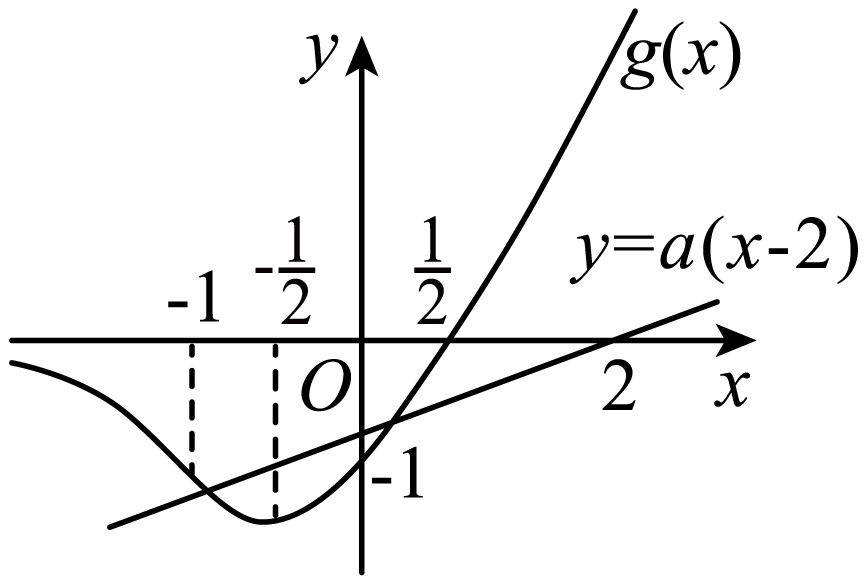 y
g(x)
y=a(x-2)
-1
-1/2
1/2
O
2
x
-1